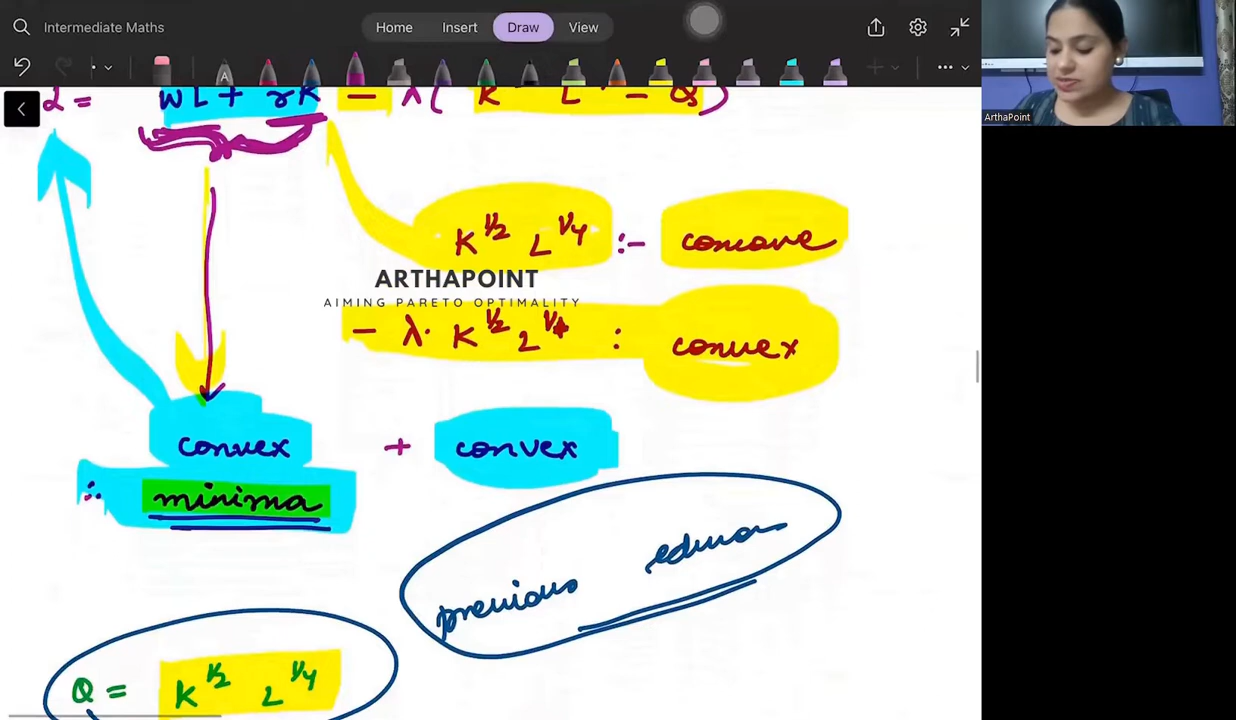 Intermediate Maths
Home Insert Draw View
A
L = wL + rK - λ( K L - Q )
K^1/2 L^1/4 :- concave
ARTHAPOINT
AIMING PARETO OPTIMALITY
- λ. K^1/2 L^1/4 : convex
convex + convex
∴ minima
previous
Q = K^1/2 L^1/4
ArthaPoint